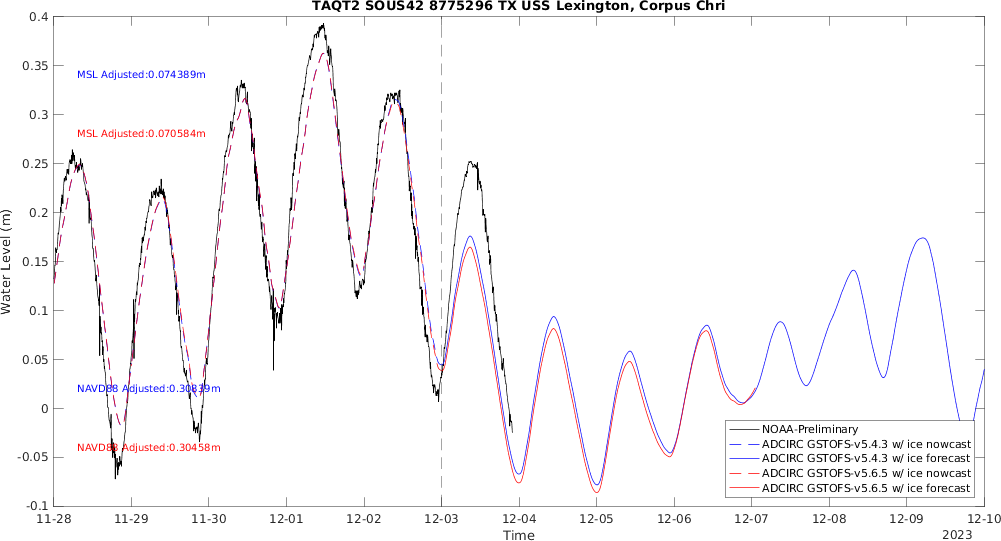 TAQT2 SOUS42 8775296 TX USS Lexington, Corpus Chri
0.4
0.35
0.3
0.25
0.2
0.15
0.1
0.05
0
-0.05
-0.1
Water Level (m)
MSL Adjusted:0.074389m
MSL Adjusted:0.070584m
NAVD88 Adjusted:0.30839m
NAVD88 Adjusted:0.30458m
NOAA-Preliminary
ADCIRC GSTOFS-v5.4.3 w/ ice nowcast
ADCIRC GSTOFS-v5.4.3 w/ ice forecast
ADCIRC GSTOFS-v5.6.5 w/ ice nowcast
ADCIRC GSTOFS-v5.6.5 w/ ice forecast
11-28 11-29 11-30 12-01 12-02 12-03 12-04 12-05 12-06 12-07 12-08 12-09 12-10
Time
2023